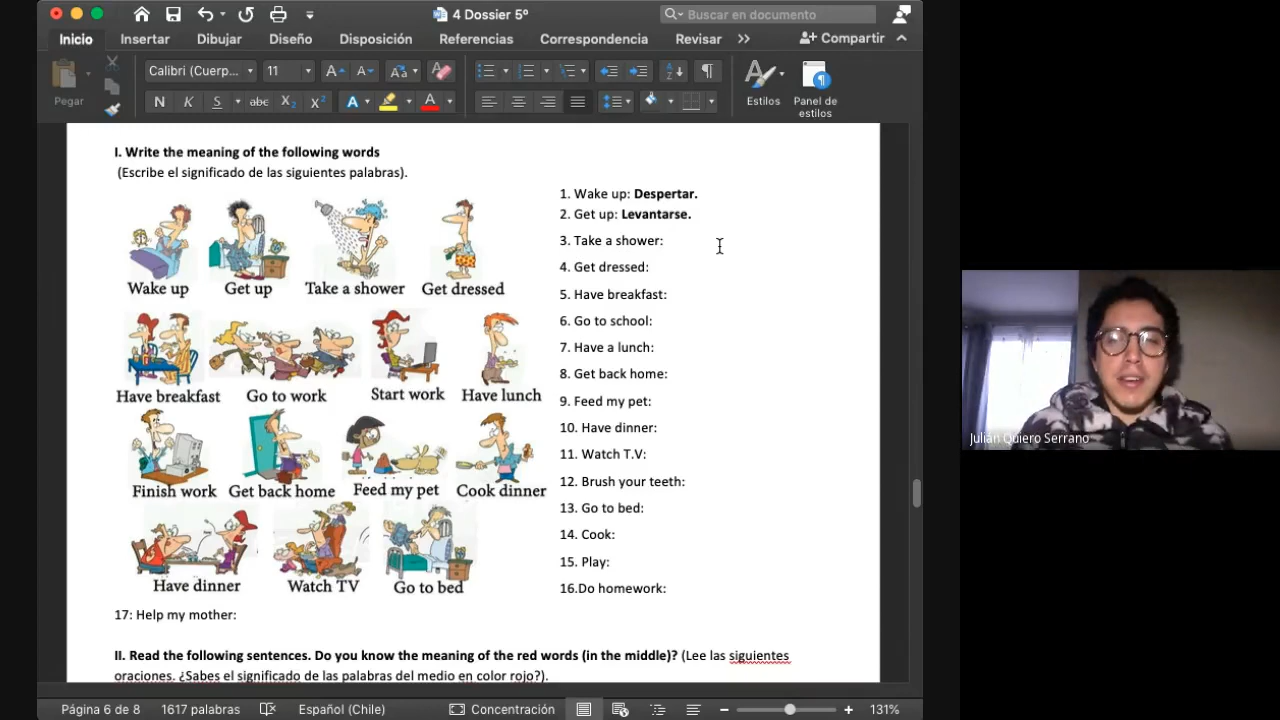 4 Dossier 5º
Buscar en documento
Inicio
Insertar
Dibujar
Diseño
Disposición
Referencias
Correspondencia
Revisar
Compartir
Pegar
Calibri (Cuerp...
11
N K S abc X₂ X²
Estilos
Panel de
estilos
I. Write the meaning of the following words
(Escribe el significado de las siguientes palabras).
Wake up
Get up
Take a shower
Get dressed
Have breakfast
Go to work
Start work
Have lunch
Finish work
Get back home
Feed my pet
Cook dinner
Have dinner
Watch TV
Go to bed
1. Wake up: Despertar.
2. Get up: Levantarse.
3. Take a shower:
4. Get dressed:
5. Have breakfast:
6. Go to school:
7. Have a lunch:
8. Get back home:
9. Feed my pet:
10. Have dinner:
11. Watch T.V:
12. Brush your teeth:
13. Go to bed:
14. Cook:
15. Play:
16.Do homework:
17: Help my mother:
II. Read the following sentences. Do you know the meaning of the red words (in the middle)? (Lee las siguientes
oraciones. ¿Sabes el significado de las palabras del medio en color rojo?).
Página 6 de 8
1617 palabras
Español (Chile)
Concentración
131%
Julián Quiero Serrano